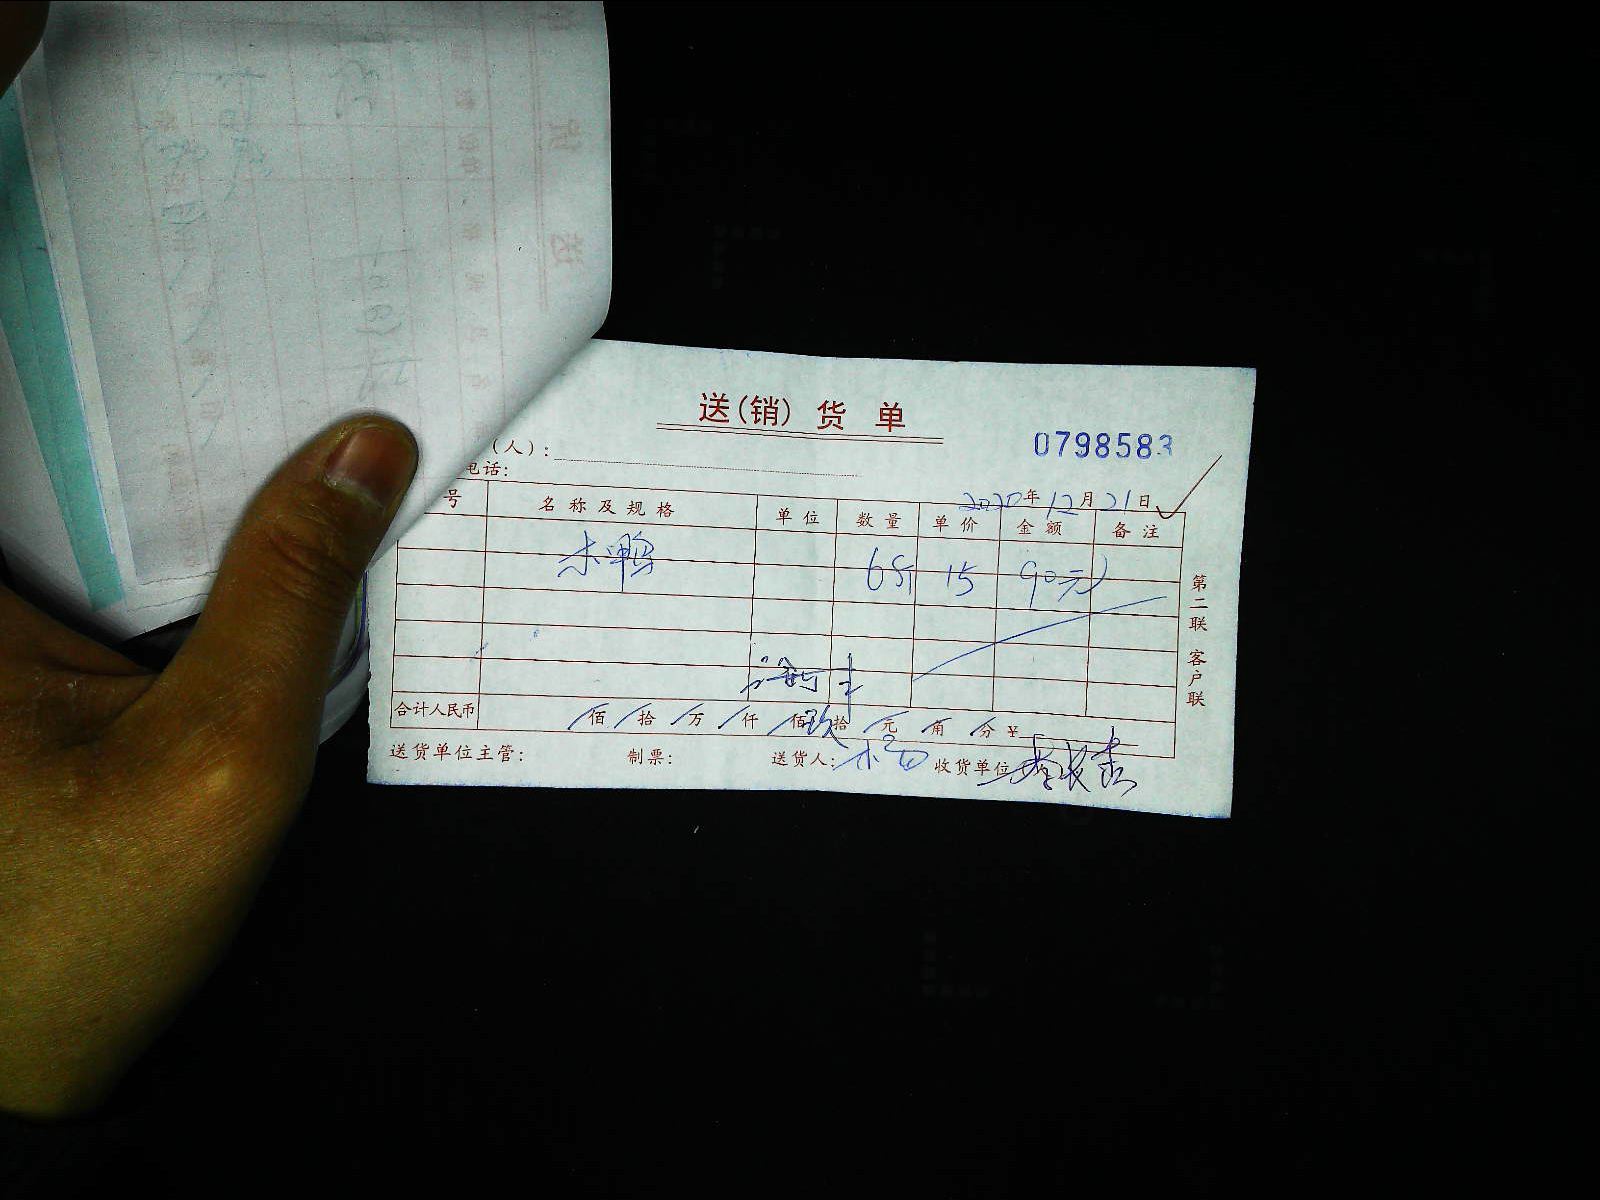 送(销)货单
0798583
(人):
电话:
2020年12月21日
号 名称及规格 单位 数量 单价 金额 备注
鸭 6斤 15 90元
第二联 客户联
合计人民币 佰 拾 万 仟 佰 玖拾 元 角 分 ¥
送货单位主管: 制票: 送货人: 收货单位